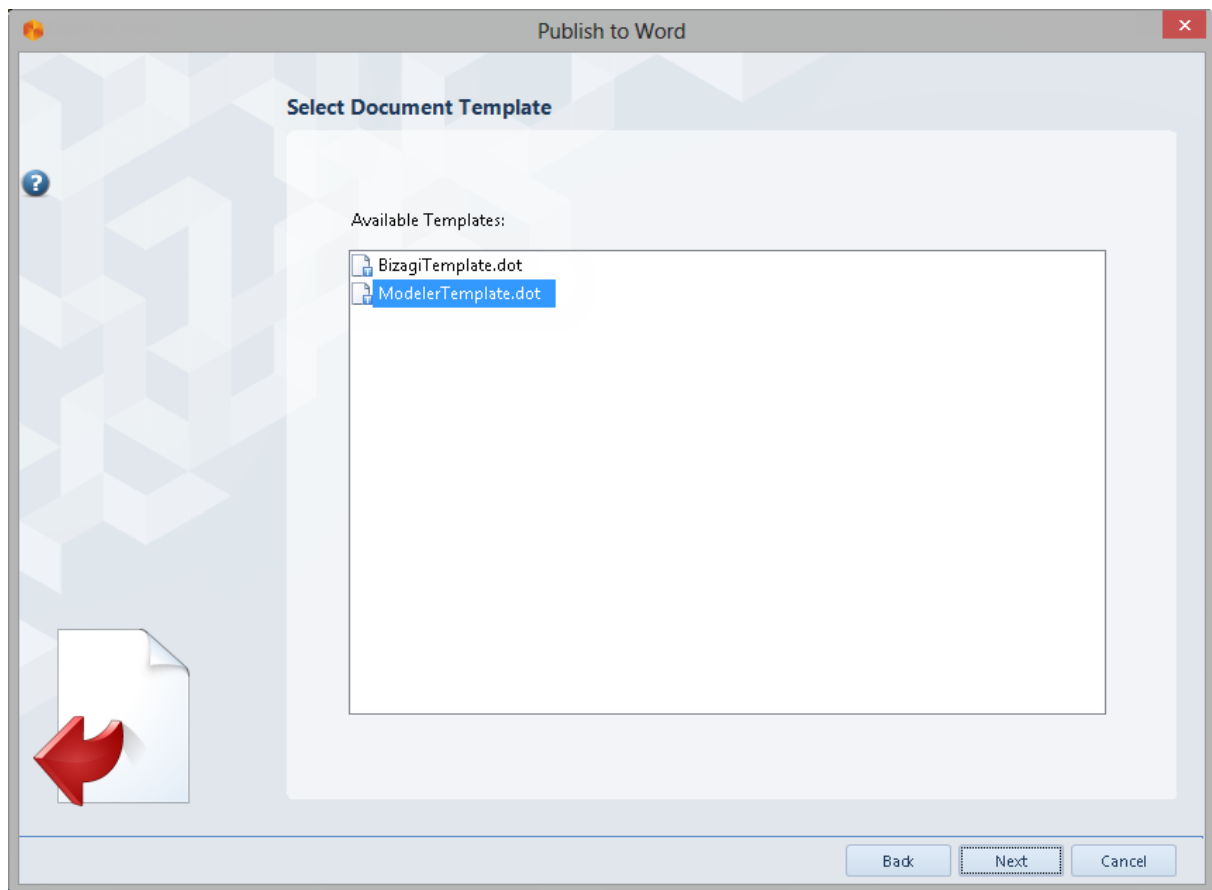 Publish to Word
Select Document Template
?
Available Templates:
BizagiTemplate.dot
ModelerTemplate.dot
Back Next Cancel